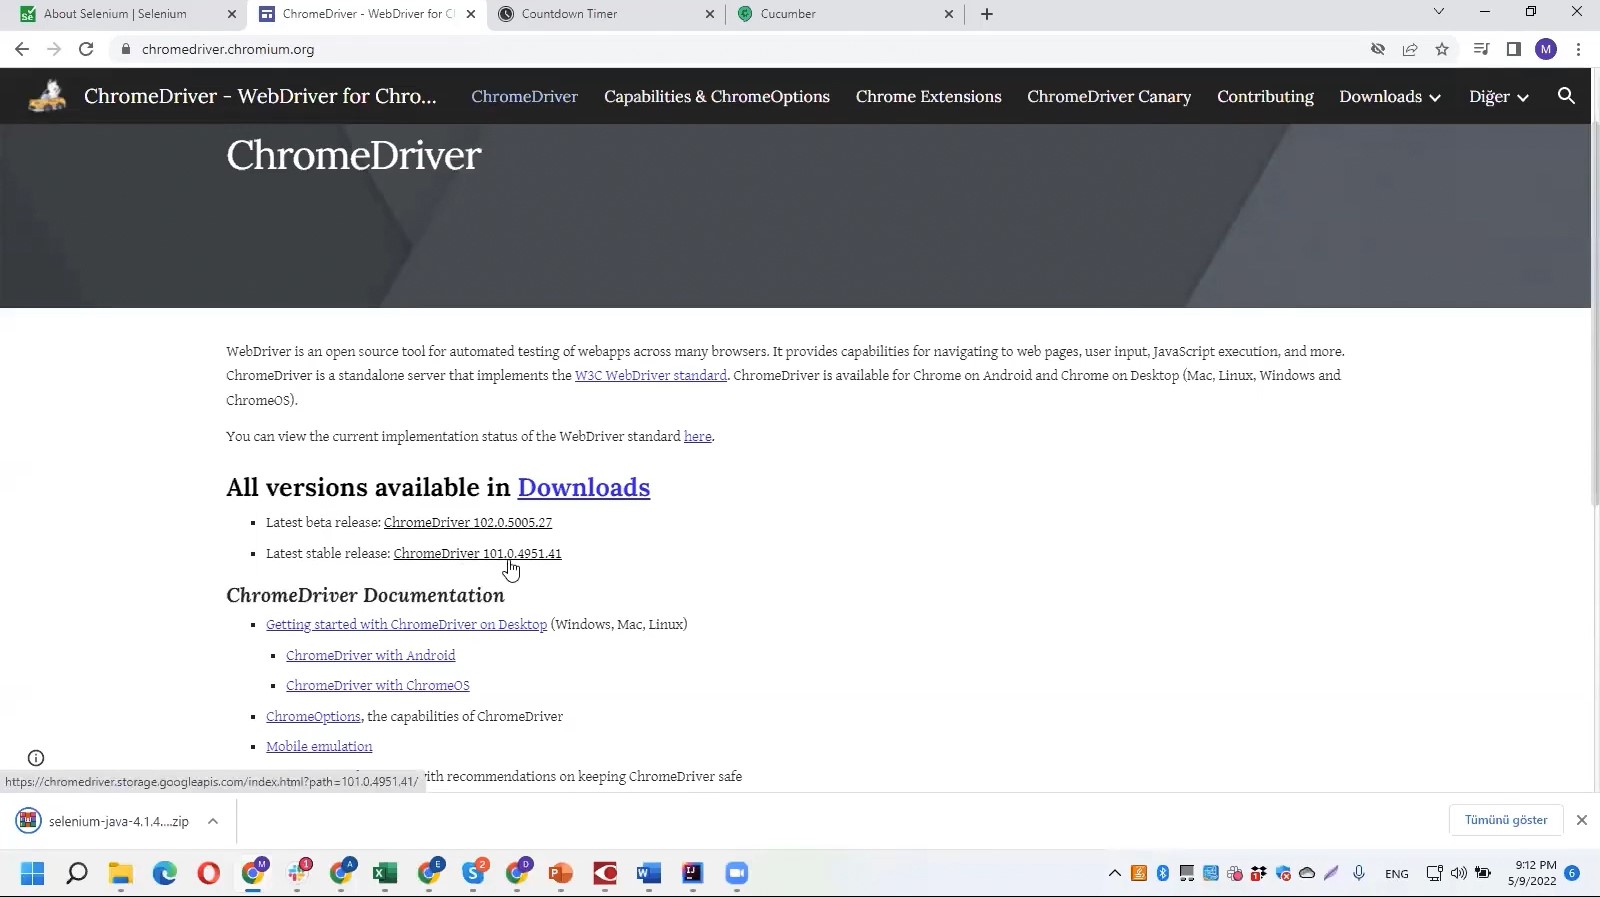 About Selenium | Selenium
ChromeDriver - WebDriver for C
Countdown Timer
Cucumber
chromedriver.chromium.org
M
ChromeDriver - WebDriver for Chro...
ChromeDriver
Capabilities & ChromeOptions
Chrome Extensions
ChromeDriver Canary
Contributing
Downloads
Diğer
ChromeDriver
WebDriver is an open source tool for automated testing of webapps across many browsers. It provides capabilities for navigating to web pages, user input, JavaScript execution, and more.
ChromeDriver is a standalone server that implements the W3C WebDriver standard. ChromeDriver is available for Chrome on Android and Chrome on Desktop (Mac, Linux, Windows and
ChromeOS).
You can view the current implementation status of the WebDriver standard here.
All versions available in Downloads
Latest beta release: ChromeDriver 102.0.5005.27
Latest stable release: ChromeDriver 101.0.4951.41
ChromeDriver Documentation
Getting started with ChromeDriver on Desktop (Windows, Mac, Linux)
ChromeDriver with Android
ChromeDriver with ChromeOS
ChromeOptions, the capabilities of ChromeDriver
Mobile emulation
with recommendations on keeping ChromeDriver safe
https://chromedriver.storage.googleapis.com/index.html?path=101.0.4951.41/
selenium-java-4.1.4....zip
Tümünü göster
ENG
9:12 PM
5/9/2022
6